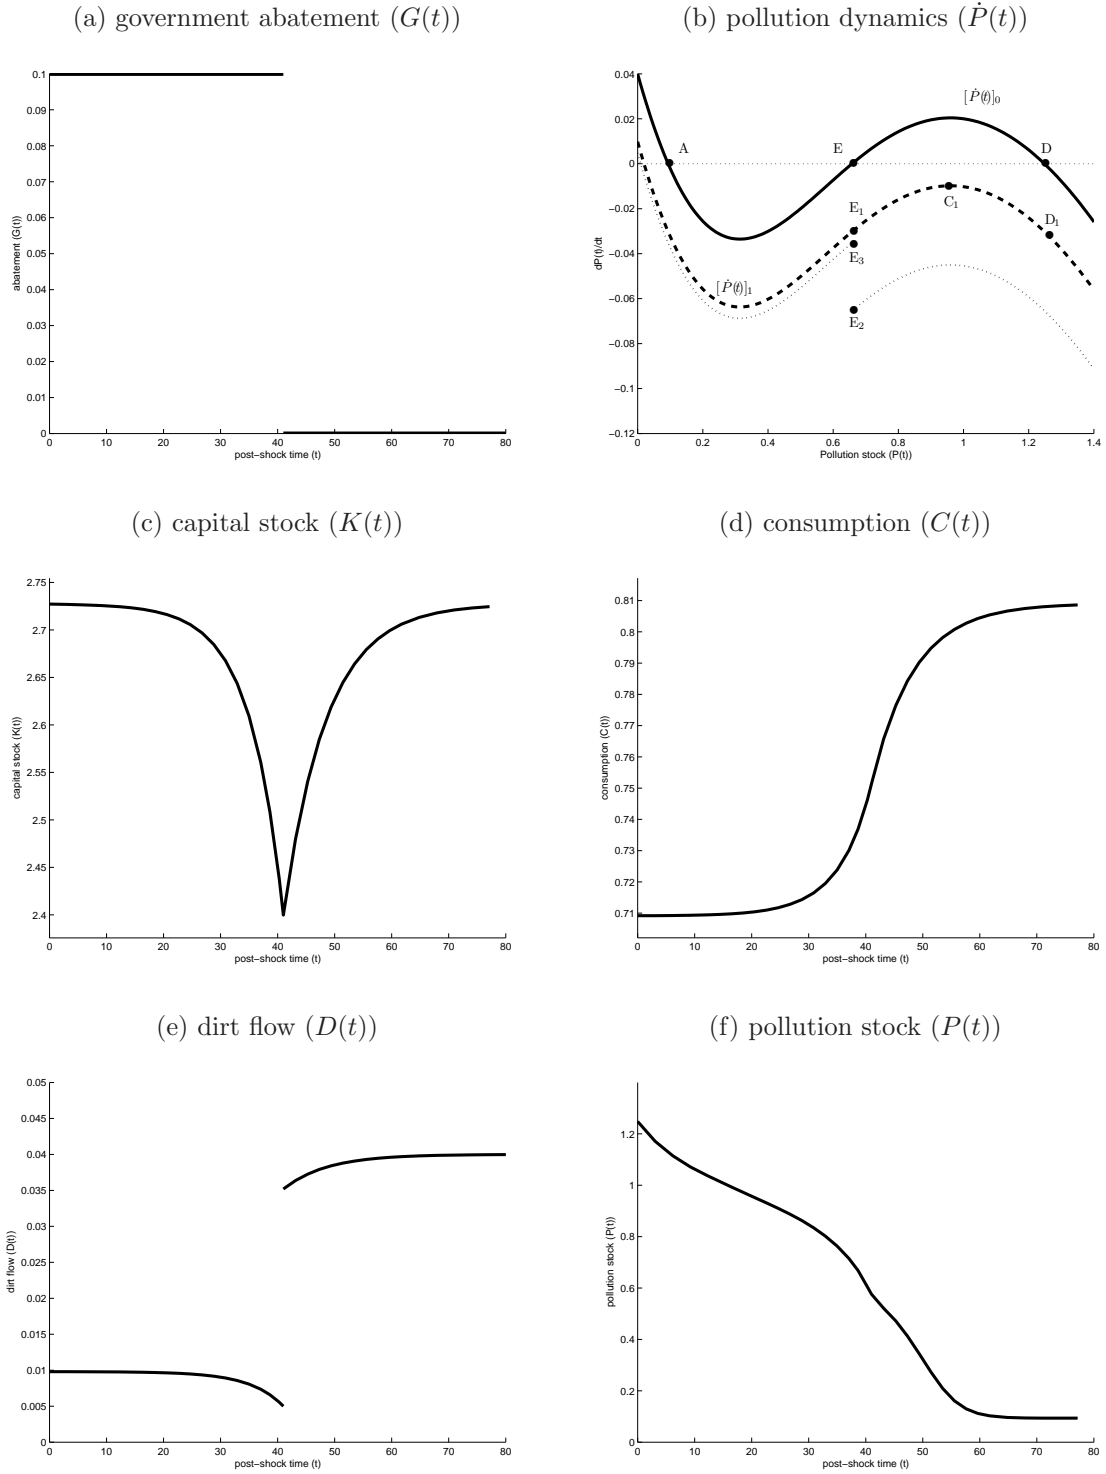 (a) government abatement (G(t))
0.1
0.09
0.08
0.07
0.06
0.05
0.04
0.03
0.02
0.01
0
abatement (G(t))
0 10 20 30 40 50 60 70 80
post−shock time (t)
(b) pollution dynamics (Ṗ(t))
0.04
0.02
0
−0.02
−0.04
−0.06
−0.08
−0.1
−0.12
dP(t)/dt
[Ṗ(t)]₀
A
E
D
E₁
C₁
D₁
E₃
[Ṗ(t)]₁
E₂
0 0.2 0.4 0.6 0.8 1 1.2 1.4
Pollution stock (P(t))
(c) capital stock (K(t))
2.75
2.7
2.65
2.6
2.55
2.5
2.45
2.4
capital stock (K(t))
0 10 20 30 40 50 60 70 80
post−shock time (t)
(d) consumption (C(t))
0.81
0.8
0.79
0.78
0.77
0.76
0.75
0.74
0.73
0.72
0.71
consumption (C(t))
0 10 20 30 40 50 60 70 80
post−shock time (t)
(e) dirt flow (D(t))
0.05
0.045
0.04
0.035
0.03
0.025
0.02
0.015
0.01
0.005
0
dirt flow (D(t))
0 10 20 30 40 50 60 70 80
post−shock time (t)
(f) pollution stock (P(t))
1.2
1
0.8
0.6
0.4
0.2
0
pollution stock (P(t))
0 10 20 30 40 50 60 70 80
post−shock time (t)